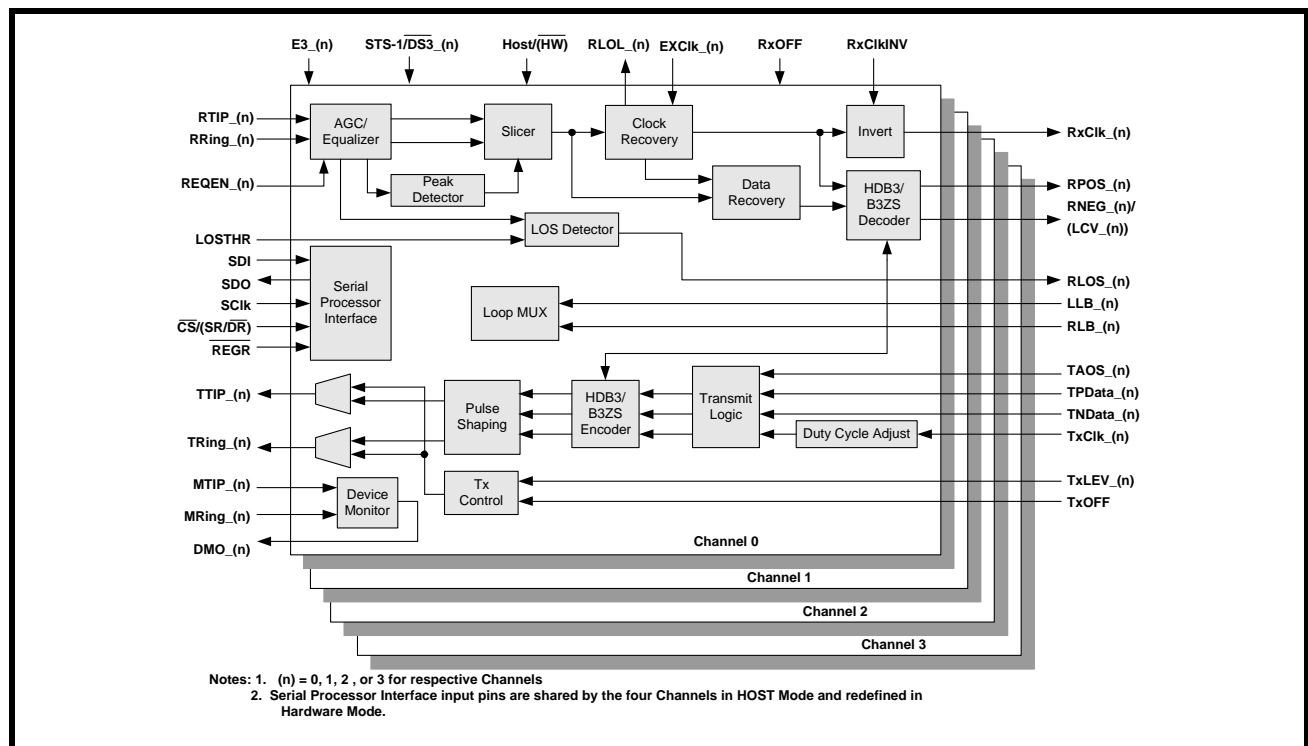 E3_(n)
STS-1/DS3_(n)
Host/(HW)
RLOL_(n)
EXClk_(n)
RxOFF
RxClkINV
RTIP_(n)
RRing_(n)
REQEN_(n)
LOSTHR
SDI
SDO
SClk
CS/(SR/DR)
REGR
TTIP_(n)
TRing_(n)
MTIP_(n)
MRing_(n)
DMO_(n)
AGC/
Equalizer
Peak
Detector
Slicer
Clock
Recovery
Invert
Data
Recovery
HDB3/
B3ZS
Decoder
LOS Detector
Serial
Processor
Interface
Loop MUX
Pulse
Shaping
HDB3/
B3ZS
Encoder
Transmit
Logic
Duty Cycle Adjust
Tx
Control
Device
Monitor
RxClk_(n)
RPOS_(n)
RNEG_(n)/
(LCV_(n))
RLOS_(n)
LLB_(n)
RLB_(n)
TAOS_(n)
TPData_(n)
TNData_(n)
TxClk_(n)
TxLEV_(n)
TxOFF
Channel 0
Channel 1
Channel 2
Channel 3
Notes: 1. (n) = 0, 1, 2 , or 3 for respective Channels
2. Serial Processor Interface input pins are shared by the four Channels in HOST Mode and redefined in
Hardware Mode.